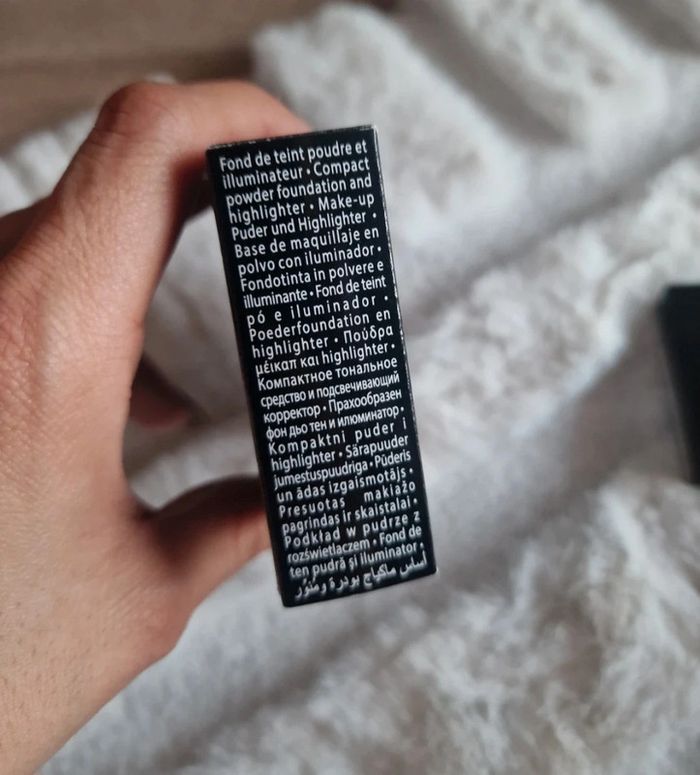 Fond de teint poudre et
illuminateur • Compact
powder foundation and
highlighter • Make-up
Puder und Highlighter •
Base de maquillaje en
polvo con iluminador •
Fondotinta in polvere e
illuminante • Fond de teint
pó e iluminador •
Poederfoundation en
highlighter • Πούδρα
μέικαπ και highlighter •
Компактное тональное
средство и подсвечивающий
корректор • Прахообразен
фон дьо тен и илюминатор •
Kompaktni puder i
highlighter • Särapuuder
jumestuspuudriga • Pūderis
un ādas izgaismotājs •
Presuotas makiažo
pagrindas ir skaistalai •
Podkład w pudrze z
rozświetlaczem • Fond de
ten pudră și iluminator •
أساس ماكياج بودرة ومنور